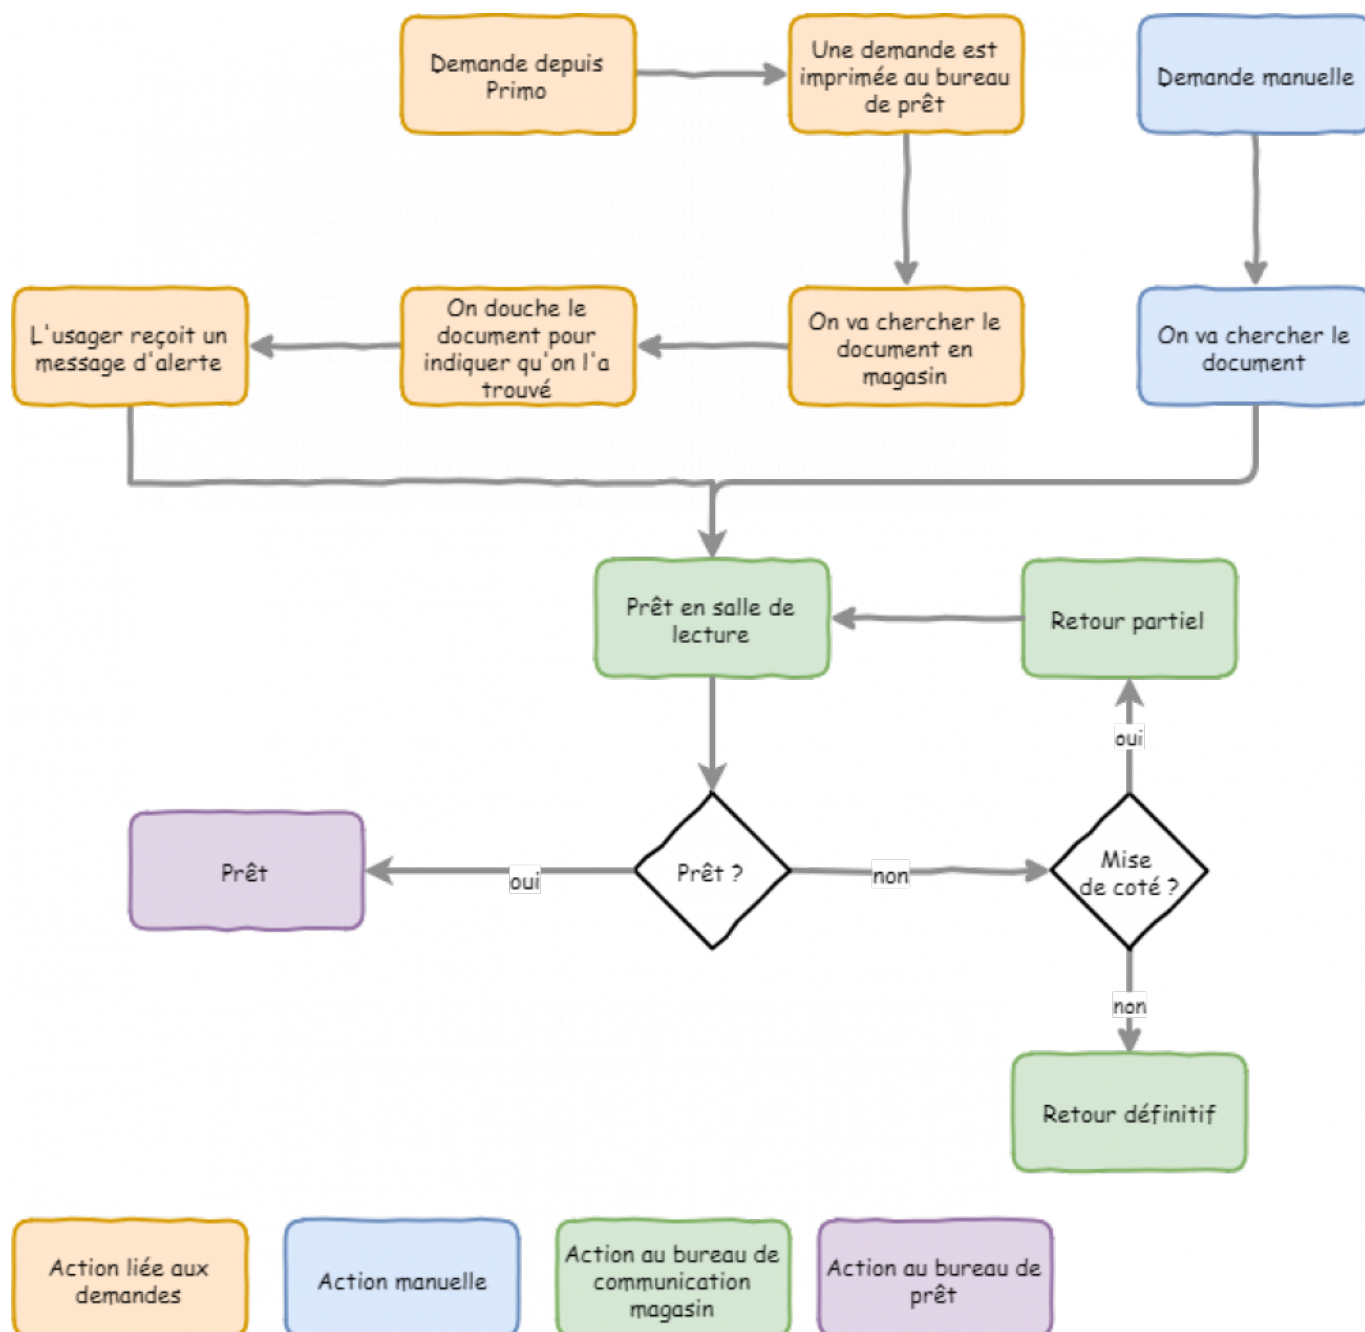 Demande depuis
Primo
Une demande est
imprimée au bureau
de prêt
Demande manuelle
L'usager reçoit un
message d'alerte
On douche le
document pour
indiquer qu'on l'a
trouvé
On va chercher le
document en
magasin
On va chercher le
document
Prêt en salle de
lecture
Retour partiel
oui
Prêt
oui
Prêt ?
non
Mise
de coté ?
non
Retour définitif
Action liée aux
demandes
Action manuelle
Action au bureau de
communication
magasin
Action au bureau de
prêt